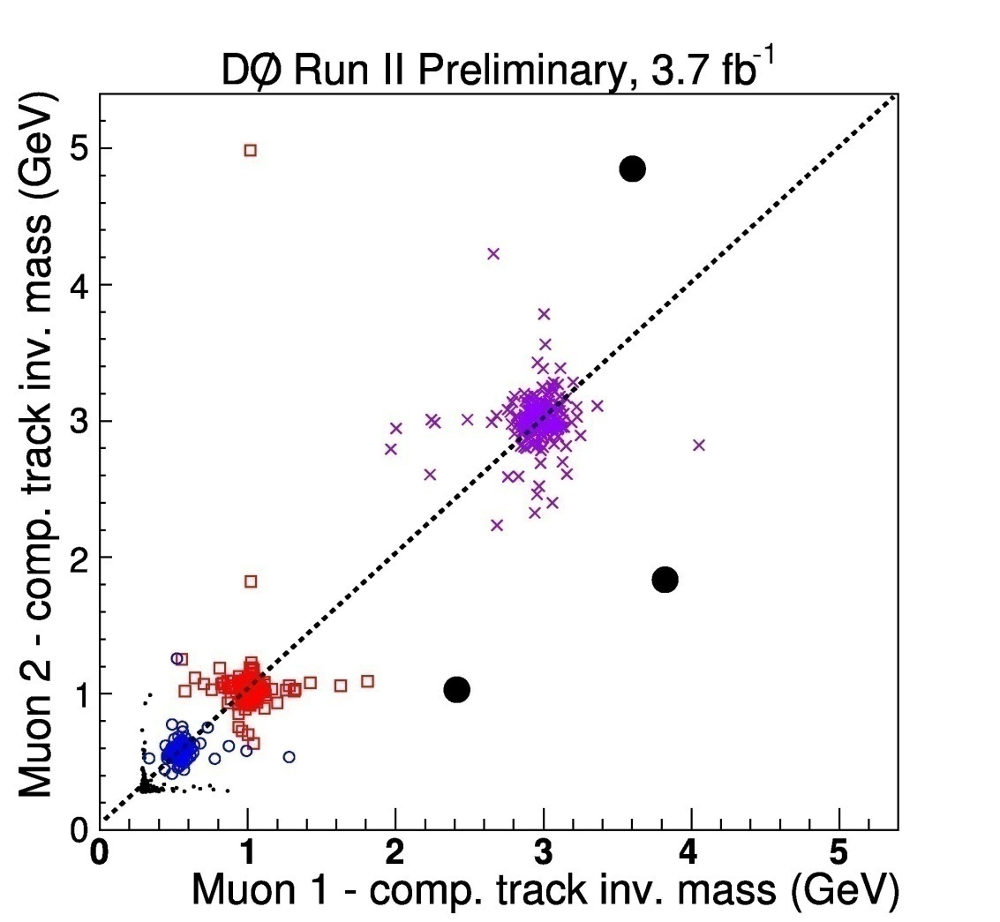 DØ Run II Preliminary, 3.7 fb⁻¹
Muon 2 - comp. track inv. mass (GeV)
5
4
3
2
1
0
0 1 2 3 4 5
Muon 1 - comp. track inv. mass (GeV)